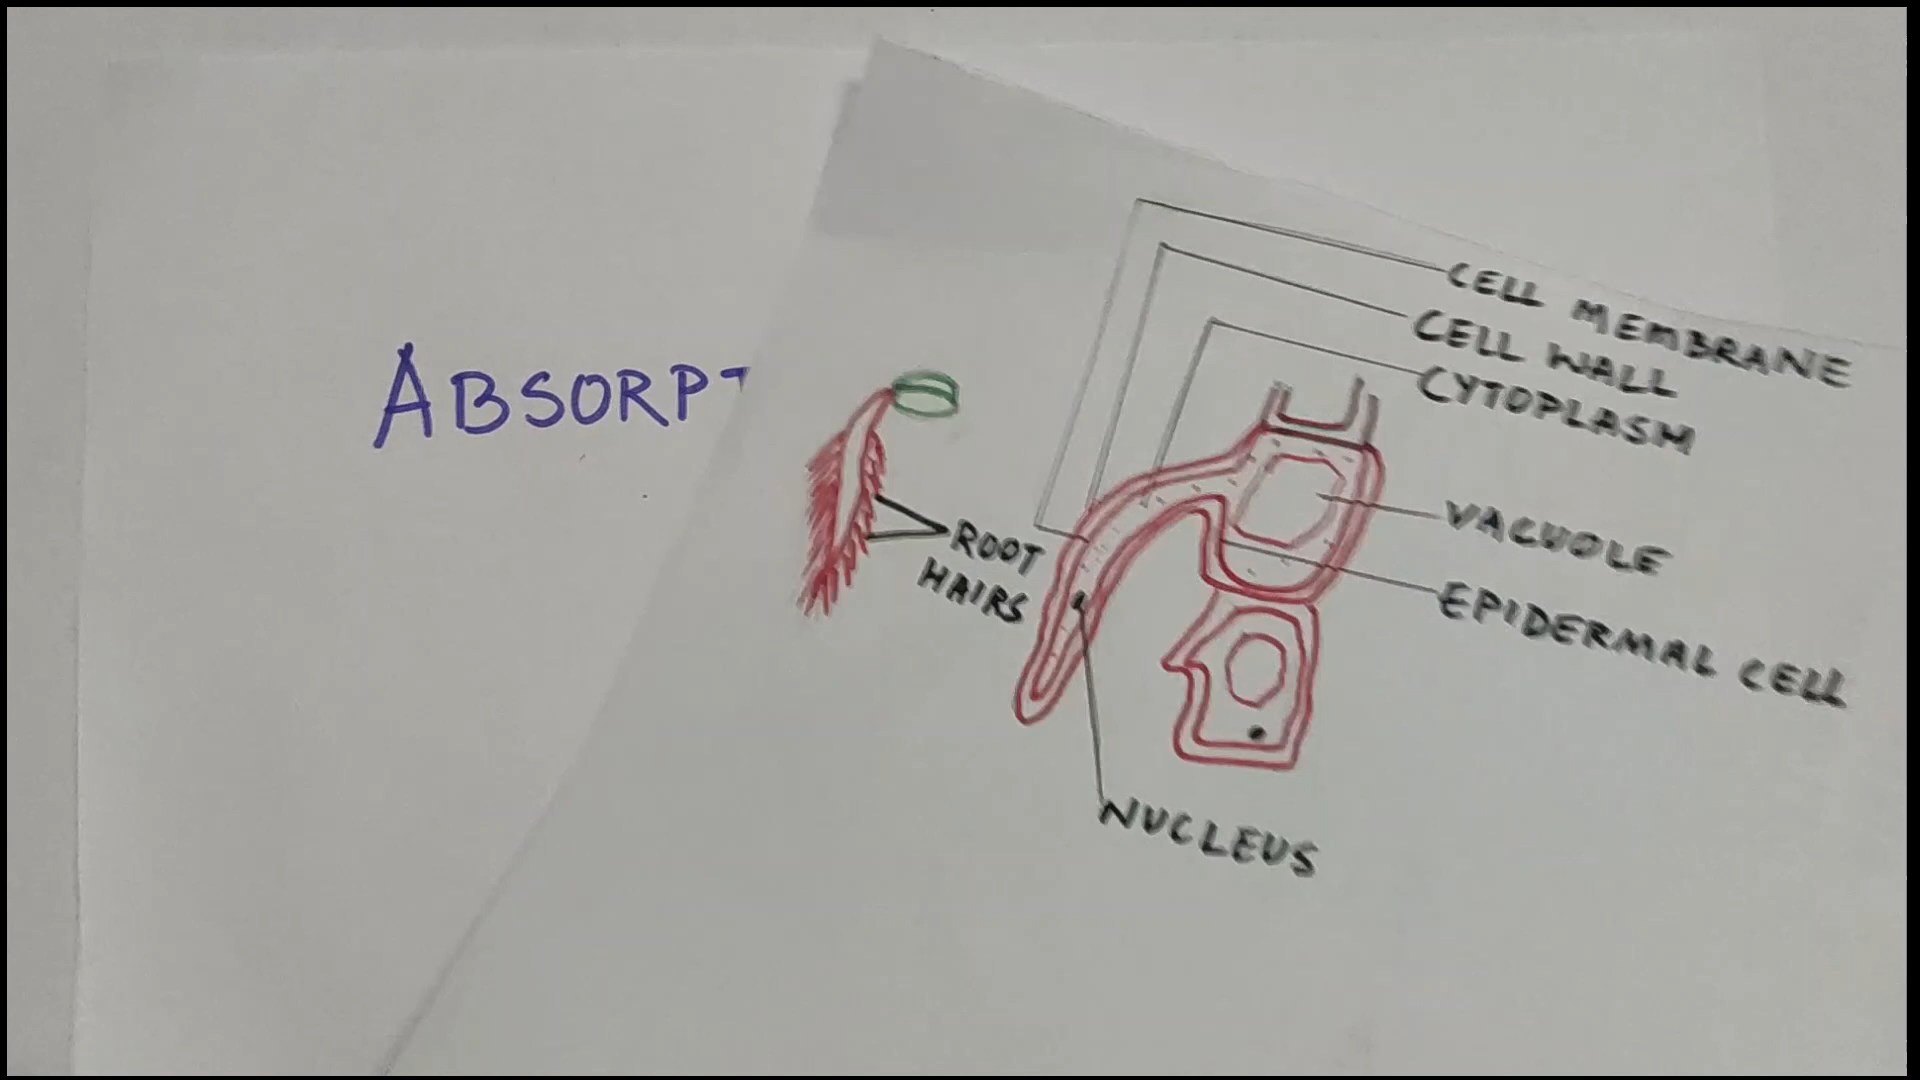 ABSORPT
CELL MEMBRANE
CELL WALL
CYTOPLASM
VACUOLE
EPIDERMAL CELL
ROOT
HAIRS
NUCLEUS